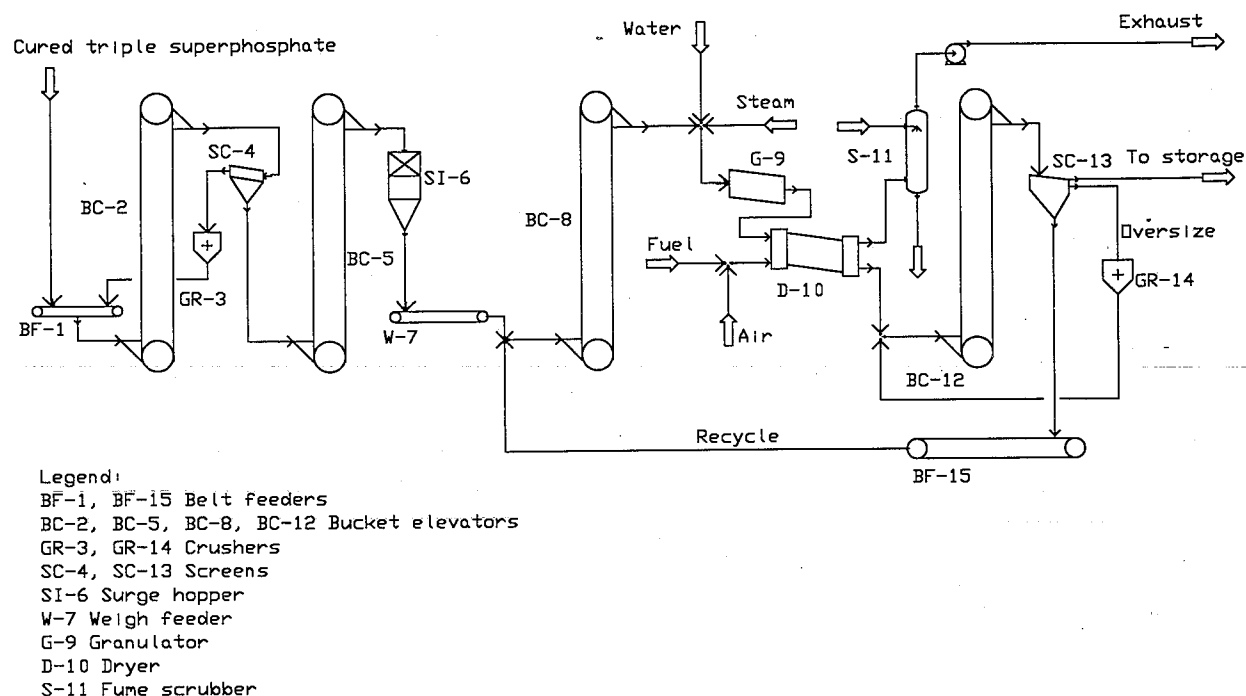 Exhaust
Water
Cured triple superphosphate
Steam
SC-4
G-9
S-11
SC-13
To storage
SI-6
BC-2
BC-8
Oversize
Fuel
BC-5
GR-3
D-10
GR-14
BF-1
W-7
Air
BC-12
Recycle
BF-15
Legend:
BF-1, BF-15 Belt feeders
BC-2, BC-5, BC-8, BC-12 Bucket elevators
GR-3, GR-14 Crushers
SC-4, SC-13 Screens
SI-6 Surge hopper
W-7 Weigh feeder
G-9 Granulator
D-10 Dryer
S-11 Fume scrubber